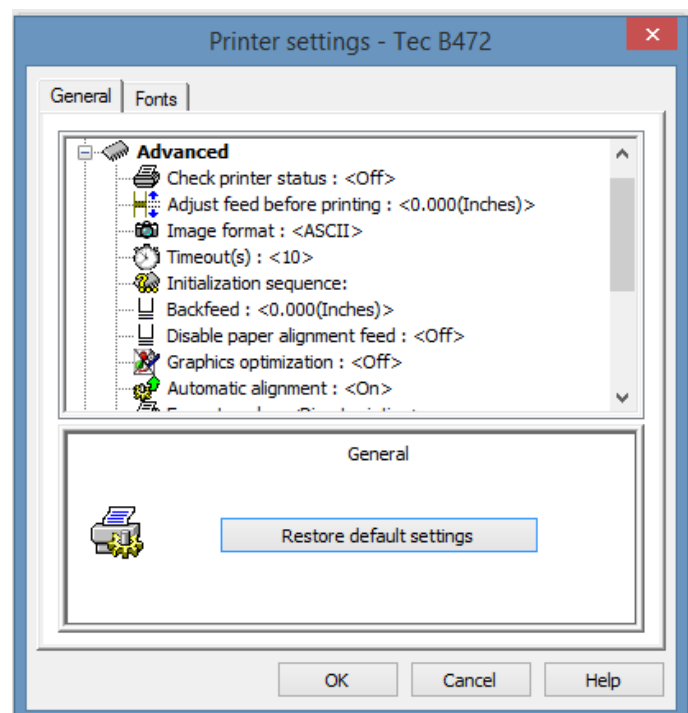 Printer settings - Tec B472
General Fonts
Advanced
Check printer status : <Off>
Adjust feed before printing : <0.000(Inches)>
Image format : <ASCII>
Timeout(s) : <10>
Initialization sequence:
Backfeed : <0.000(Inches)>
Disable paper alignment feed : <Off>
Graphics optimization : <Off>
Automatic alignment : <On>
General
Restore default settings
OK Cancel Help